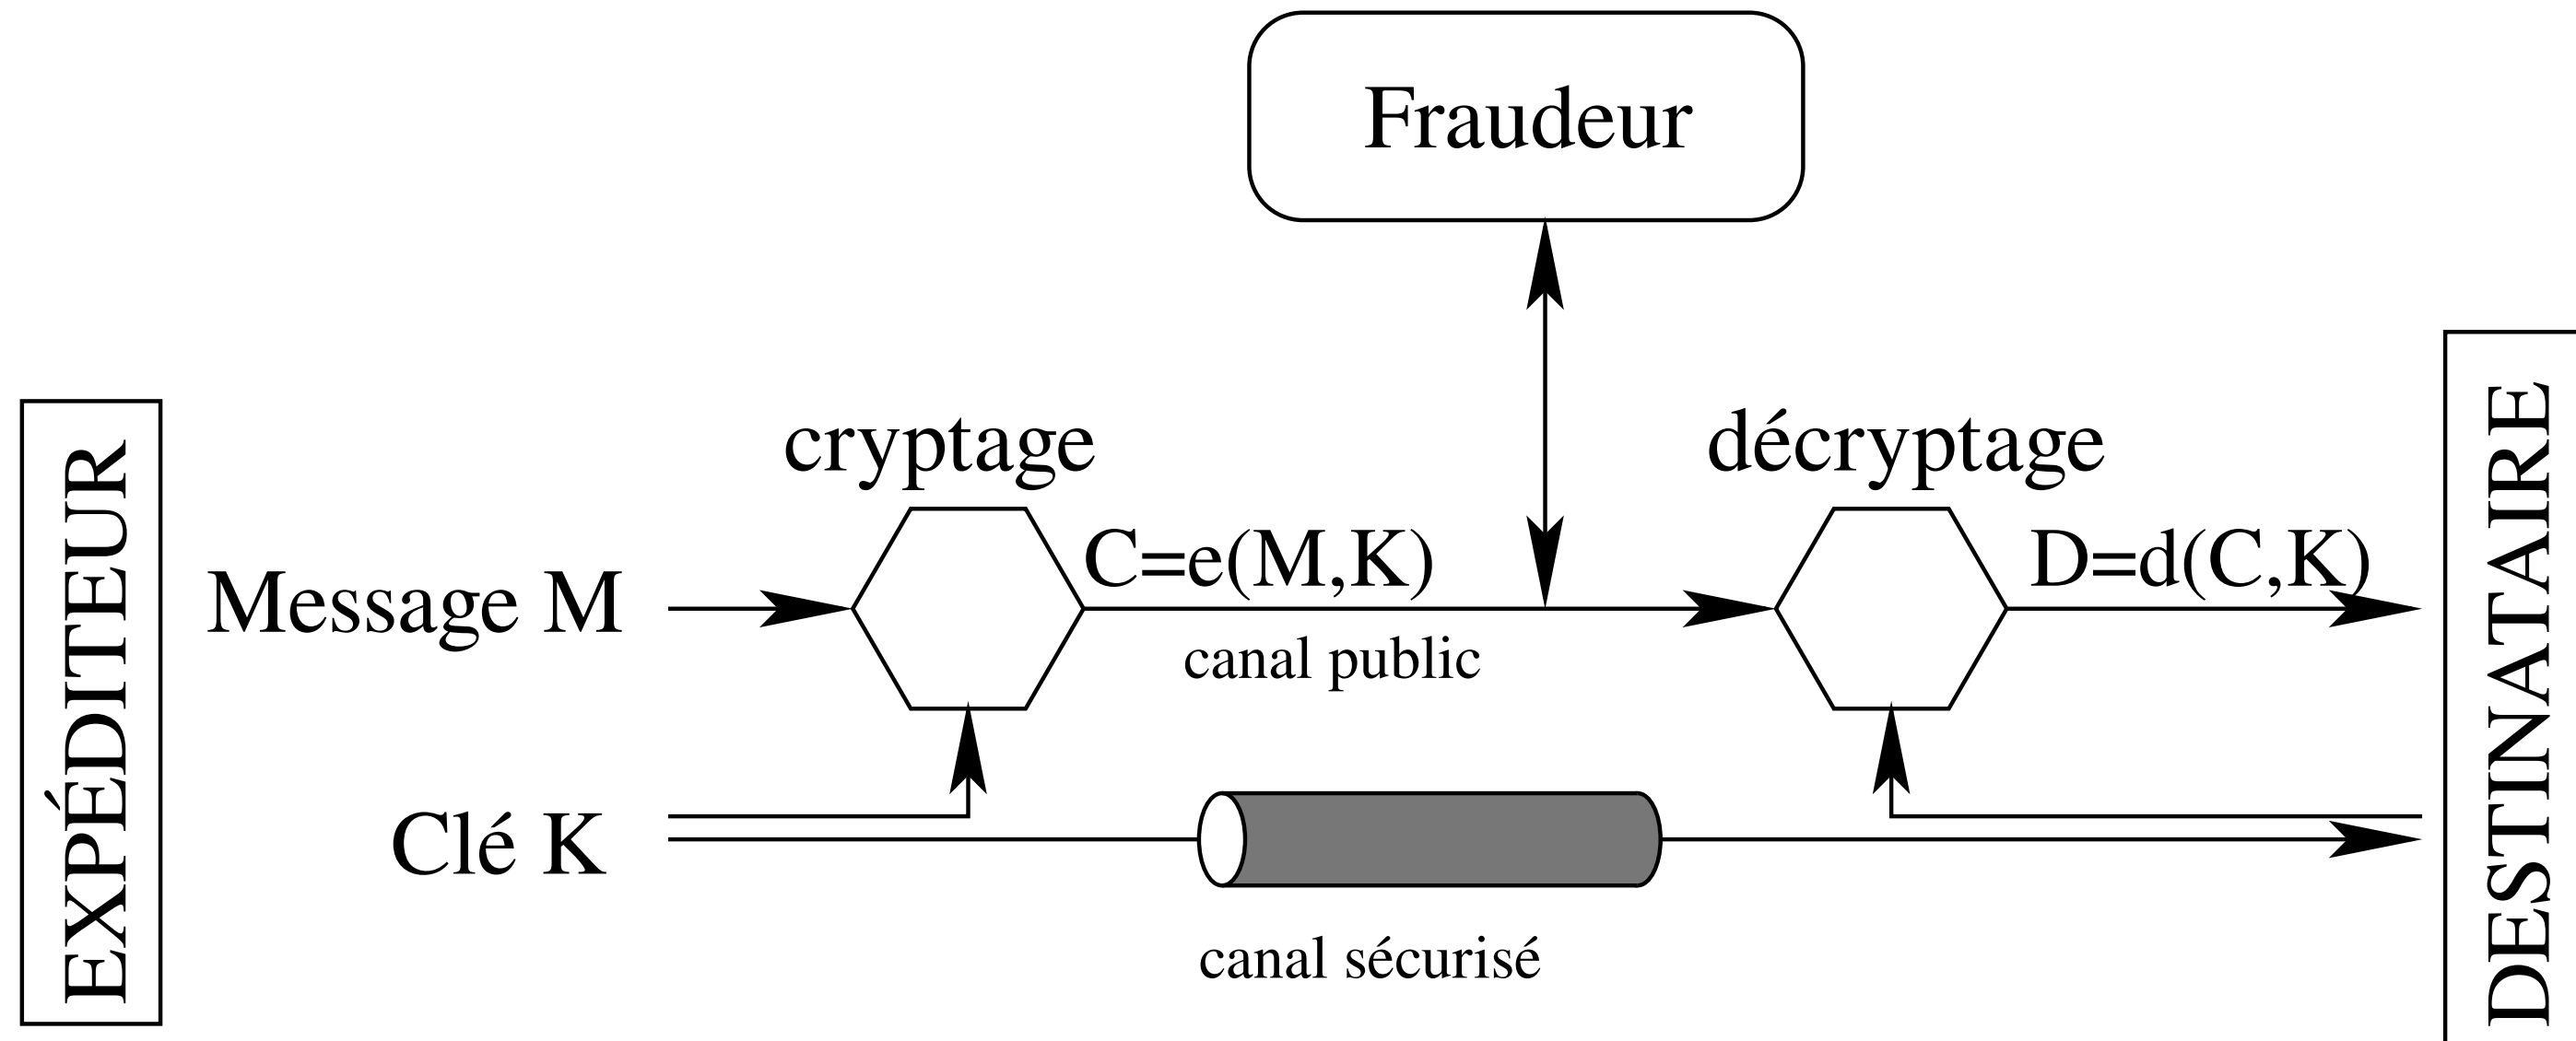 Fraudeur
EXPÉDITEUR
cryptage
décryptage
DESTINATAIRE
Message M
C=e(M,K)
D=d(C,K)
canal public
Clé K
canal sécurisé